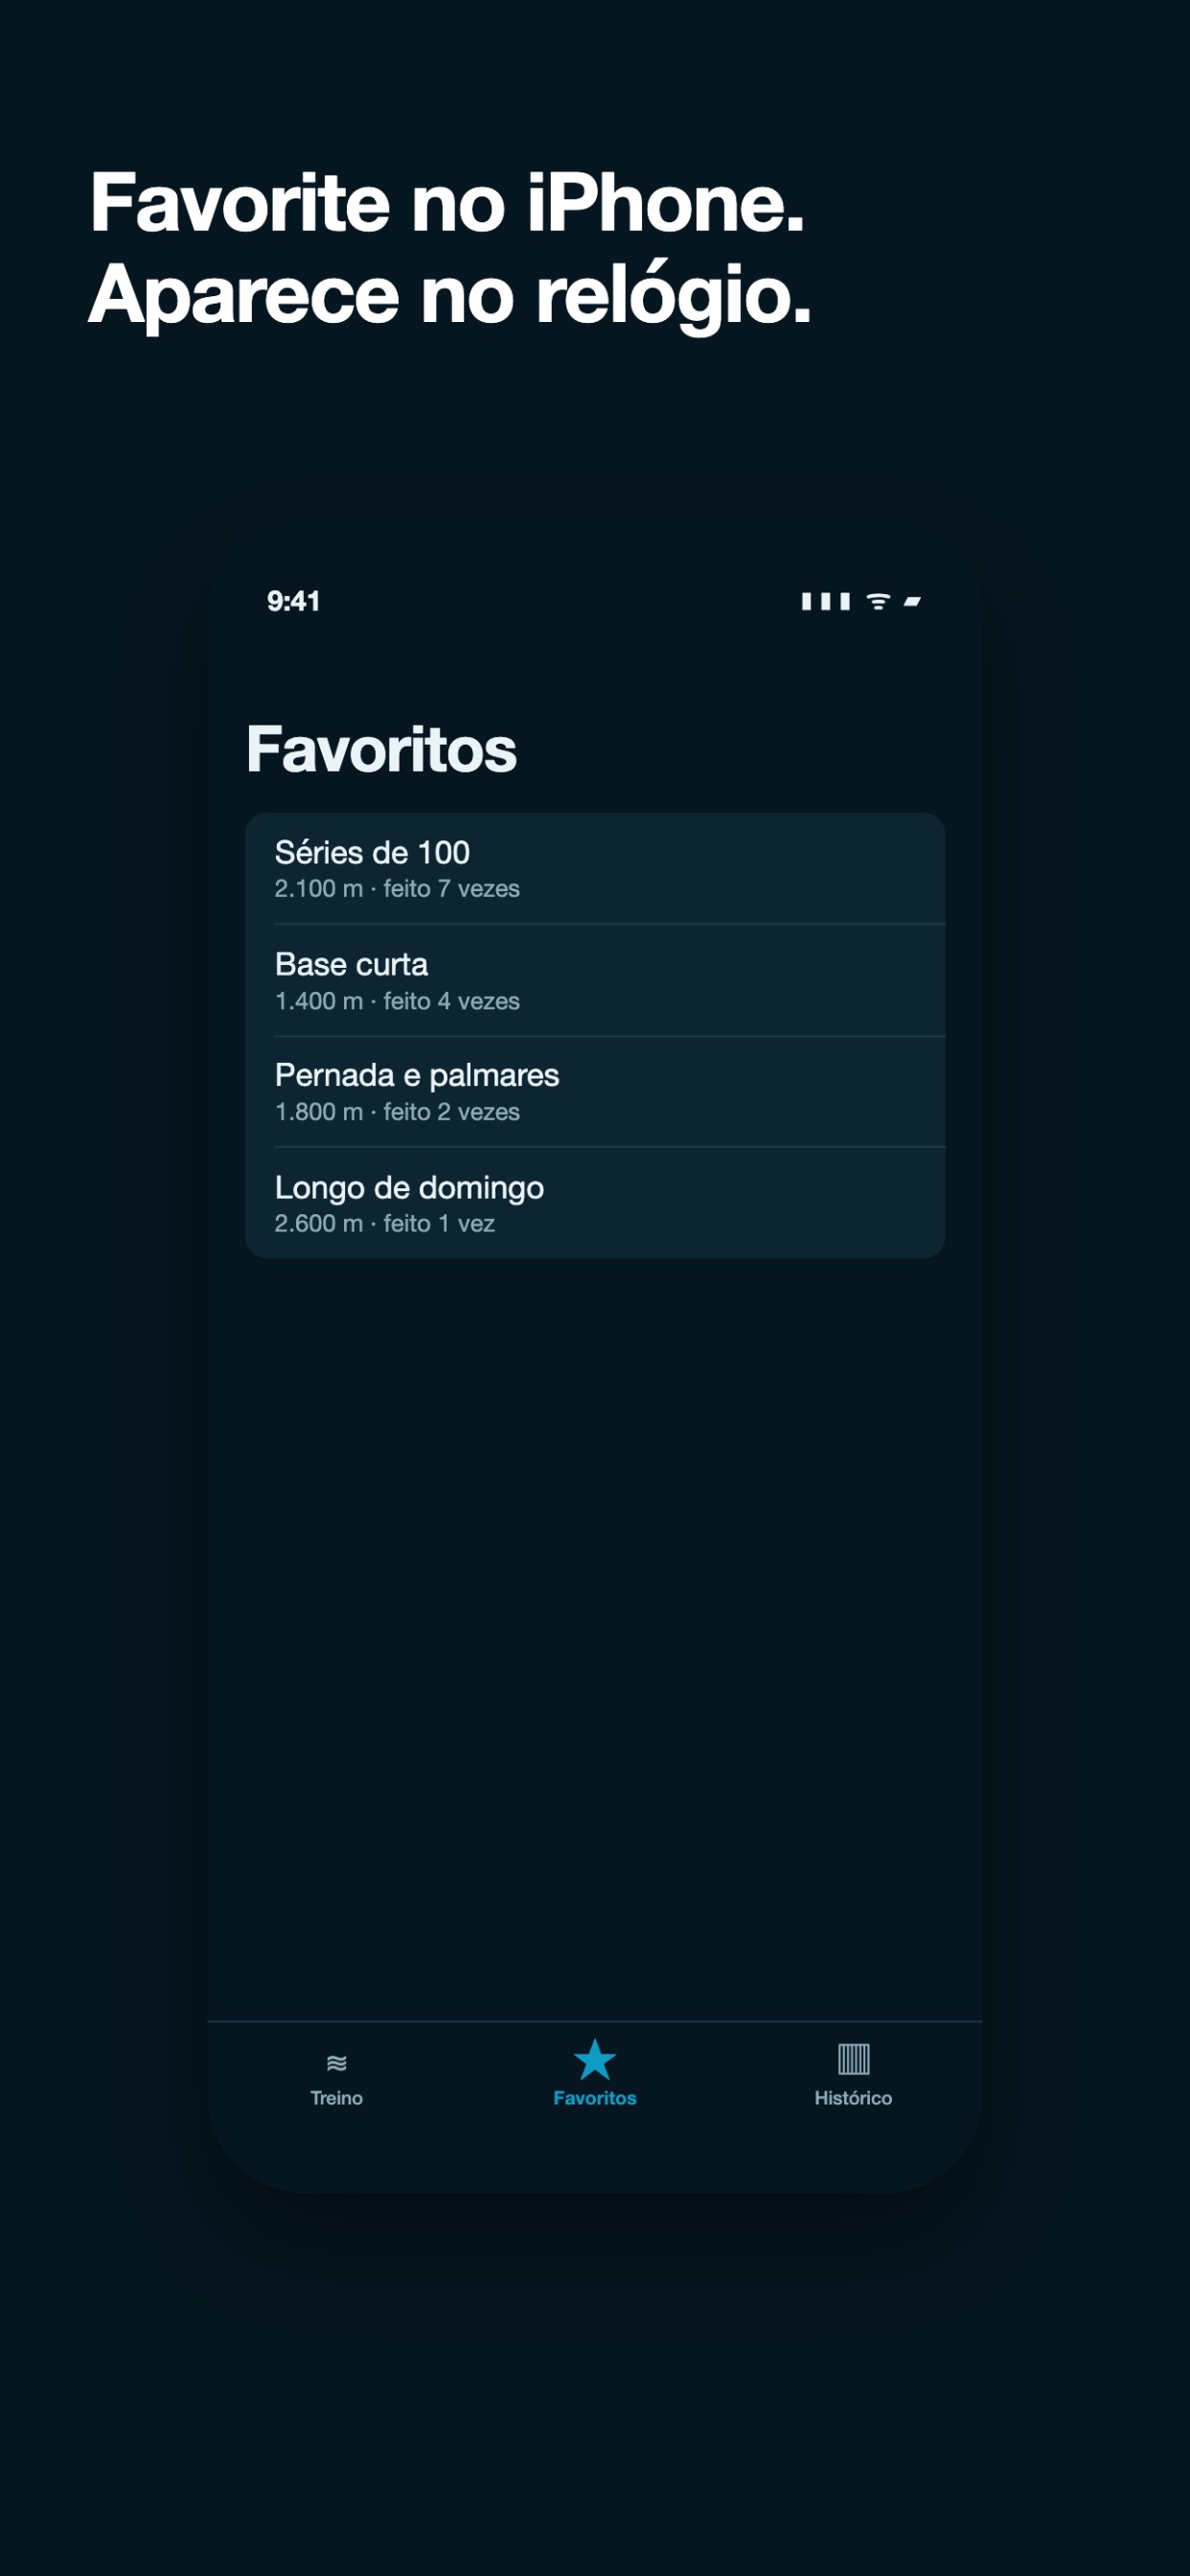 Favorite no iPhone.
Aparece no relógio.
9:41
Favoritos
Séries de 100
2.100 m · feito 7 vezes
Base curta
1.400 m · feito 4 vezes
Pernada e palmares
1.800 m · feito 2 vezes
Longo de domingo
2.600 m · feito 1 vez
Treino
Favoritos
Histórico